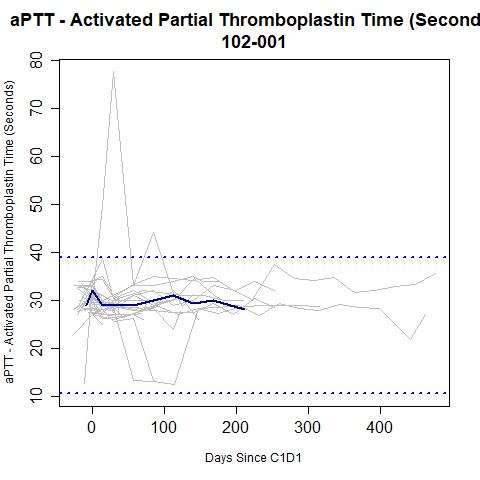 aPTT - Activated Partial Thromboplastin Time (Second
102-001
80
70
60
50
40
30
20
10
aPTT - Activated Partial Thromboplastin Time (Seconds)
0 100 200 300 400
Days Since C1D1